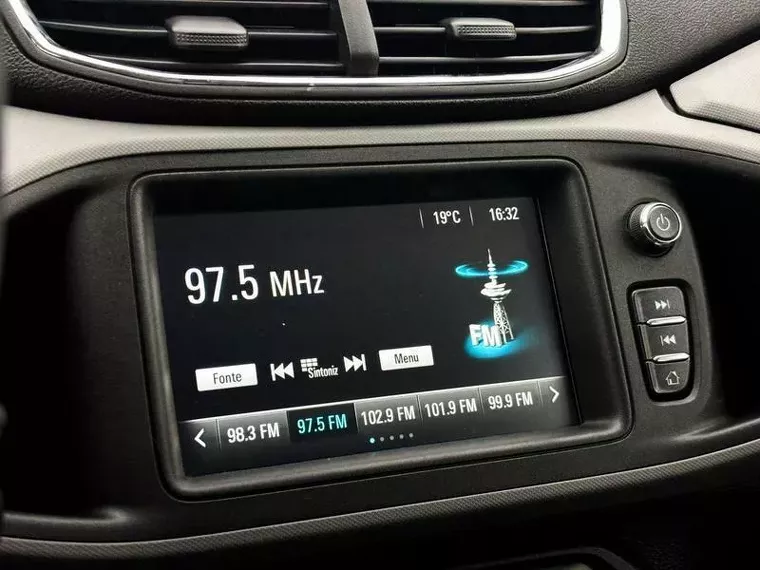 19°C 16:32
97.5 MHz
FM
Fonte Sintoniz Menu
98.3 FM 97.5 FM 102.9 FM 101.9 FM 99.9 FM